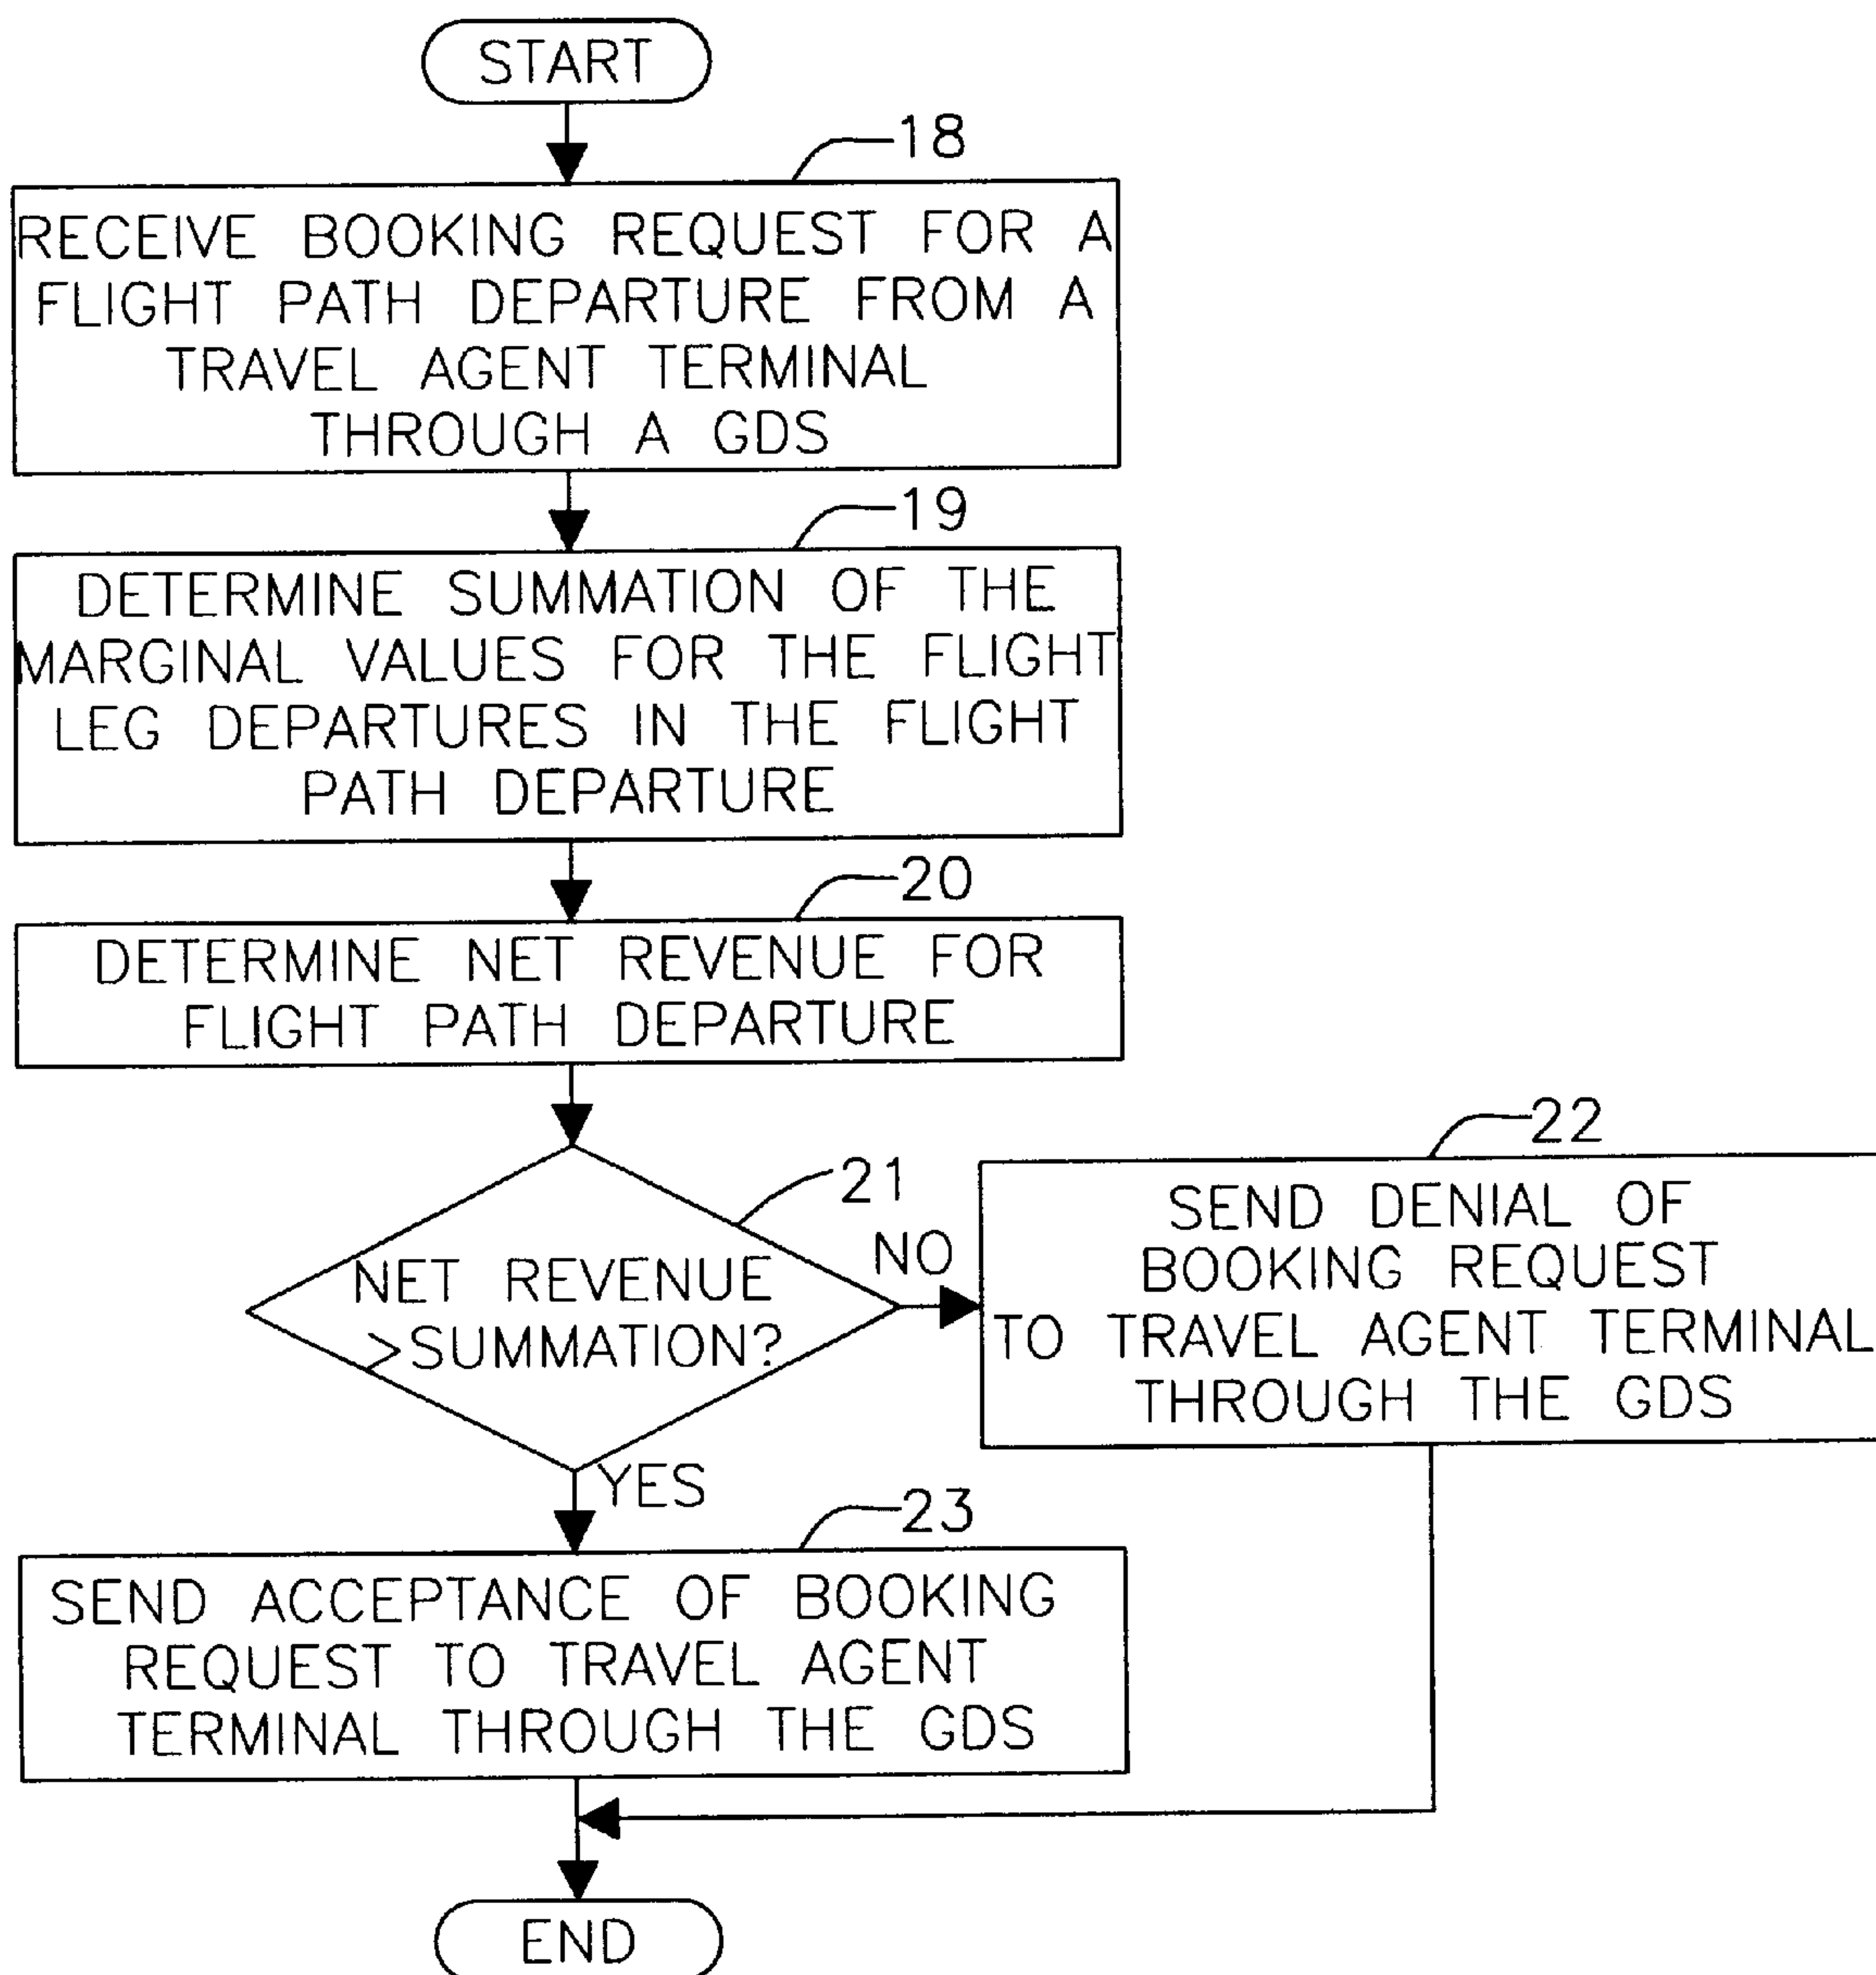 START
18
RECEIVE BOOKING REQUEST FOR A
FLIGHT PATH DEPARTURE FROM A
TRAVEL AGENT TERMINAL
THROUGH A GDS
19
DETERMINE SUMMATION OF THE
MARGINAL VALUES FOR THE FLIGHT
LEG DEPARTURES IN THE FLIGHT
PATH DEPARTURE
20
DETERMINE NET REVENUE FOR
FLIGHT PATH DEPARTURE
21
NET REVENUE
>SUMMATION?
NO
22
SEND DENIAL OF
BOOKING REQUEST
TO TRAVEL AGENT TERMINAL
THROUGH THE GDS
YES
23
SEND ACCEPTANCE OF BOOKING
REQUEST TO TRAVEL AGENT
TERMINAL THROUGH THE GDS
END